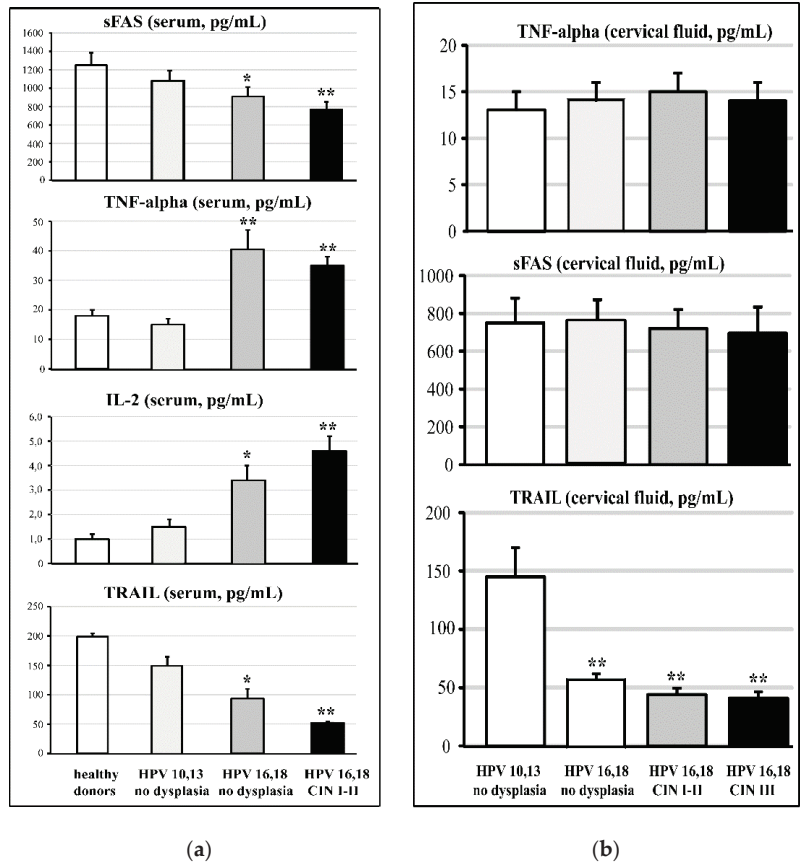 sFAS (serum, pg/mL)
1600
1400
1200
1000
800
600
400
200
0
*
**
TNF-alpha (serum, pg/mL)
50
40
30
20
10
0
**
**
IL-2 (serum, pg/mL)
6,0
5,0
4,0
3,0
2,0
1,0
0
*
**
TRAIL (serum, pg/mL)
250
200
150
100
50
0
*
**
healthy
donors
HPV 10,13
no dysplasia
HPV 16,18
no dysplasia
HPV 16,18
CIN I-II
(a)
TNF-alpha (cervical fluid, pg/mL)
20
15
10
5
0
sFAS (cervical fluid, pg/mL)
1000
800
600
400
200
0
TRAIL (cervical fluid, pg/mL)
200
150
100
50
0
**
**
**
HPV 10,13
no dysplasia
HPV 16,18
no dysplasia
HPV 16,18
CIN I-II
HPV 16,18
CIN III
(b)